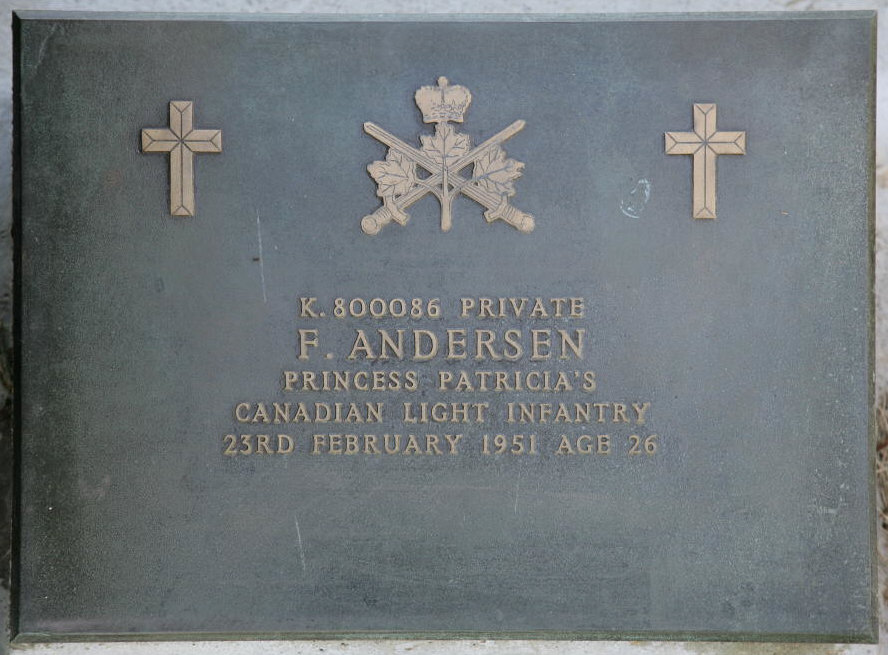 K. 800086 PRIVATE
F. ANDERSEN
PRINCESS PATRICIA'S
CANADIAN LIGHT INFANTRY
23RD FEBRUARY 1951 AGE 26